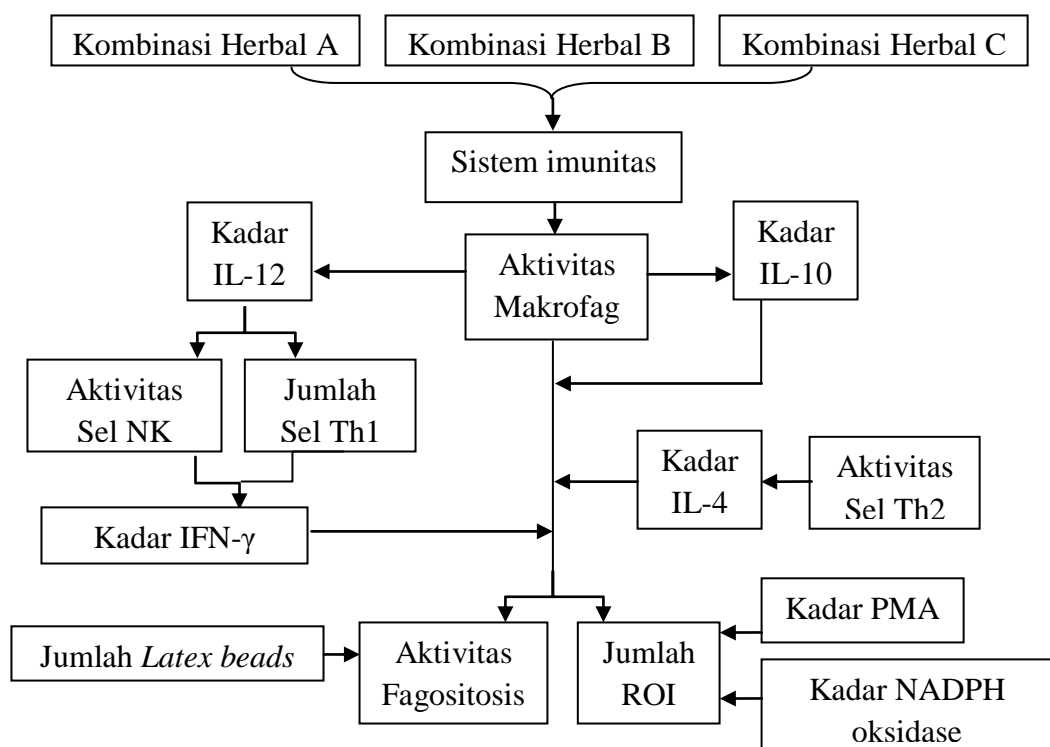 Kombinasi Herbal A
Kombinasi Herbal B
Kombinasi Herbal C
Sistem imunitas
Kadar
IL-12
Aktivitas
Makrofag
Kadar
IL-10
Aktivitas
Sel NK
Jumlah
Sel Th1
Kadar
IL-4
Aktivitas
Sel Th2
Kadar IFN-γ
Jumlah Latex beads
Aktivitas
Fagositosis
Jumlah
ROI
Kadar PMA
Kadar NADPH
oksidase